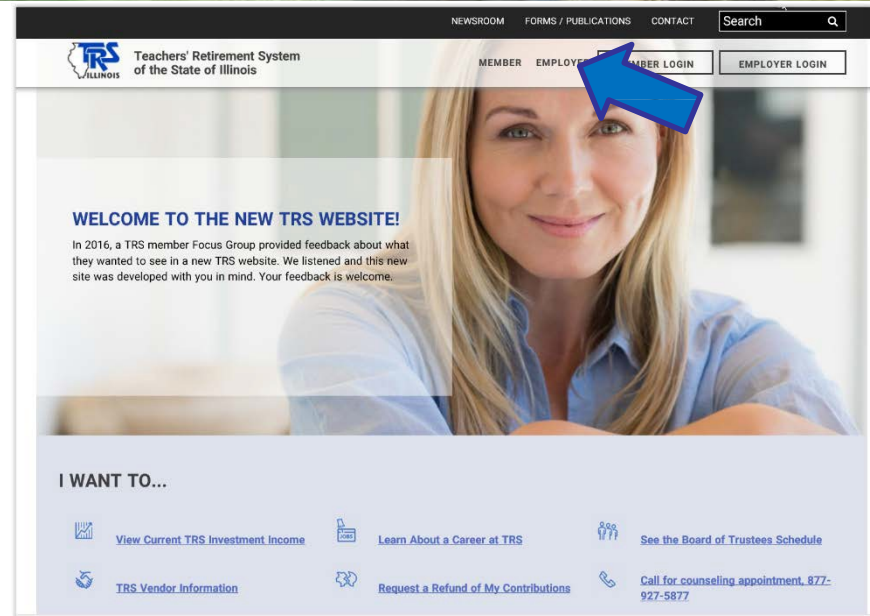 NEWSROOM FORMS / PUBLICATIONS CONTACT Search
TRS
ILLINOIS
Teachers' Retirement System
of the State of Illinois
MEMBER LOGIN EMPLOYER LOGIN
MEMBER
WELCOME TO THE NEW TRS WEBSITE!
In 2016, a TRS member Focus Group provided feedback about what
they wanted to see in a new TRS website. We listened and this new
site was developed with you in mind. Your feedback is welcome.
I WANT TO...
View Current TRS Investment Income
JOBS
Learn About a Career at TRS
See the Board of Trustees Schedule
TRS Vendor Information
Request a Refund of My Contributions
Call for counseling appointment, 877-
927-5877